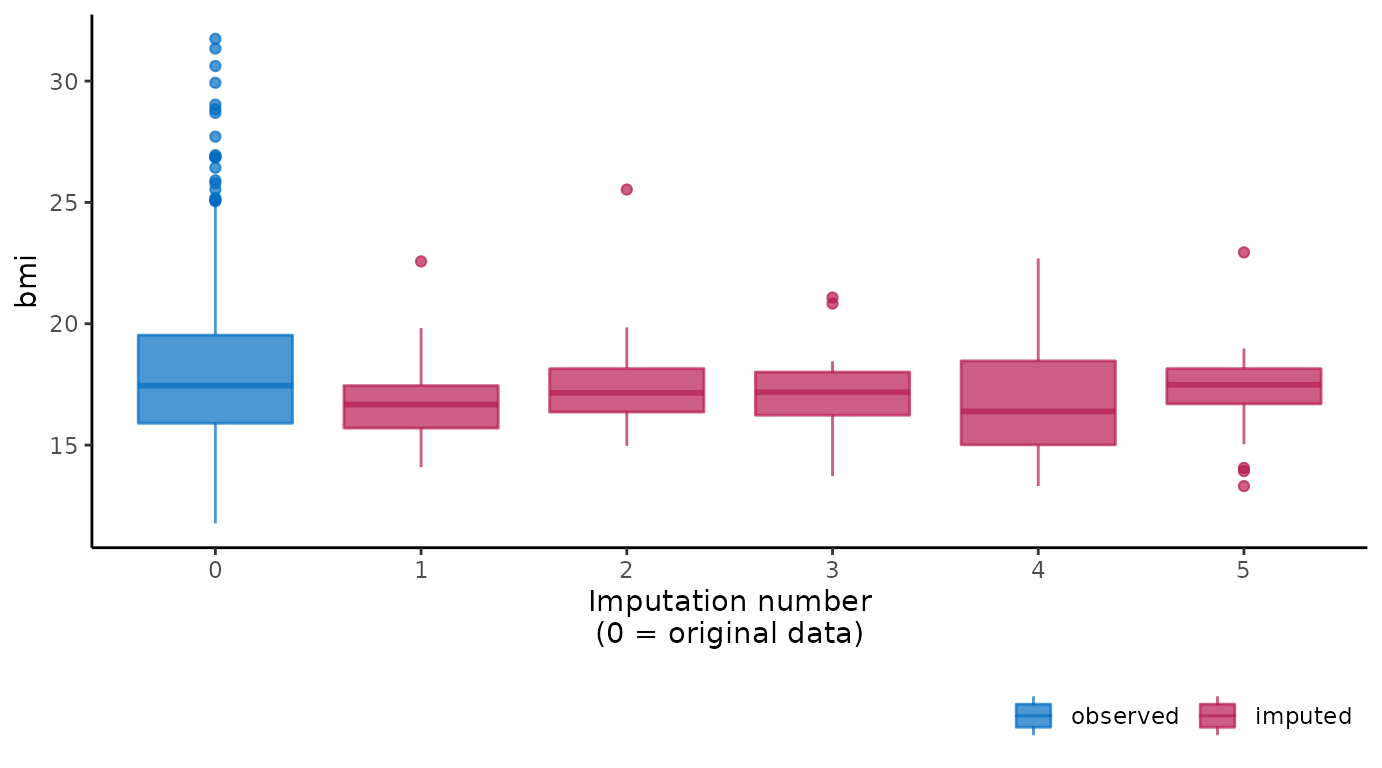 30
25
20
15
bmi
0 1 2 3 4 5
Imputation number
(0 = original data)
observed imputed